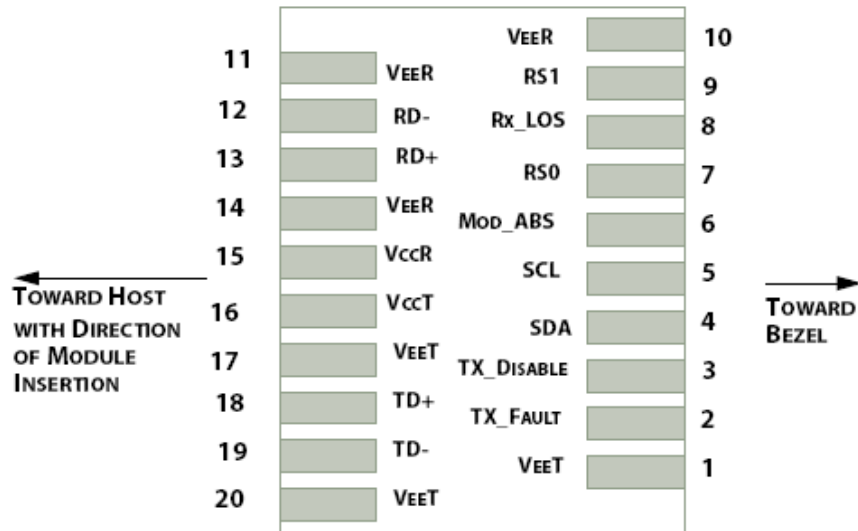 11 VEER
12 RD-
13 RD+
14 VEER
15 VccR
16 VccT
17 VEET
18 TD+
19 TD-
20 VEET
VEER 10
RS1 9
Rx_LOS 8
RS0 7
MOD_ABS 6
SCL 5
SDA 4
TX_DISABLE 3
TX_FAULT 2
VEET 1
TOWARD HOST
WITH DIRECTION
OF MODULE
INSERTION
TOWARD
BEZEL